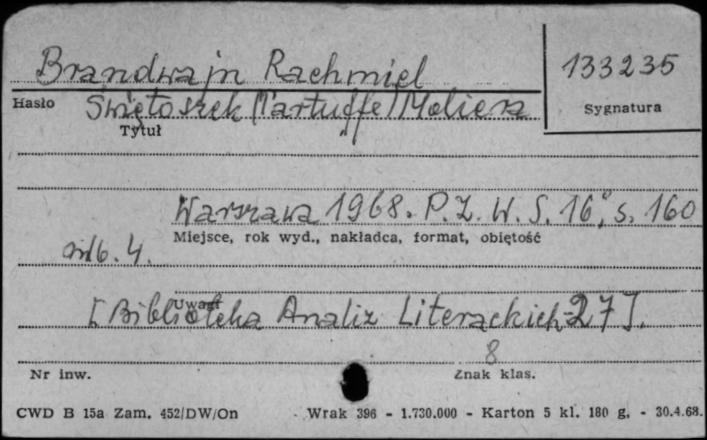 Brandwajn Rachmiel
133235
Hasło
Sygnatura
Świętoszek (Tartuffe) Moliera
Tytuł
Warszawa 1968. P.Z.W.S. 16°, s. 160
Miejsce, rok wyd., nakładca, format, obiętość
nlb. 4.
Uwagi
[Biblioteka Analiz Literackich-27].
8
Nr inw.
Znak klas.
CWD B 15a Zam. 452/DW/On - Wrak 396 - 1.730.000 - Karton 5 kl. 180 g. - 30.4.68.